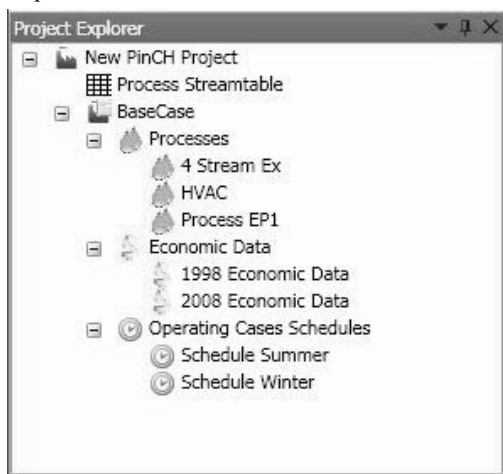 Project Explorer
New PinCH Project
Process Streamtable
BaseCase
Processes
4 Stream Ex
HVAC
Process EP1
Economic Data
1998 Economic Data
2008 Economic Data
Operating Cases Schedules
Schedule Summer
Schedule Winter